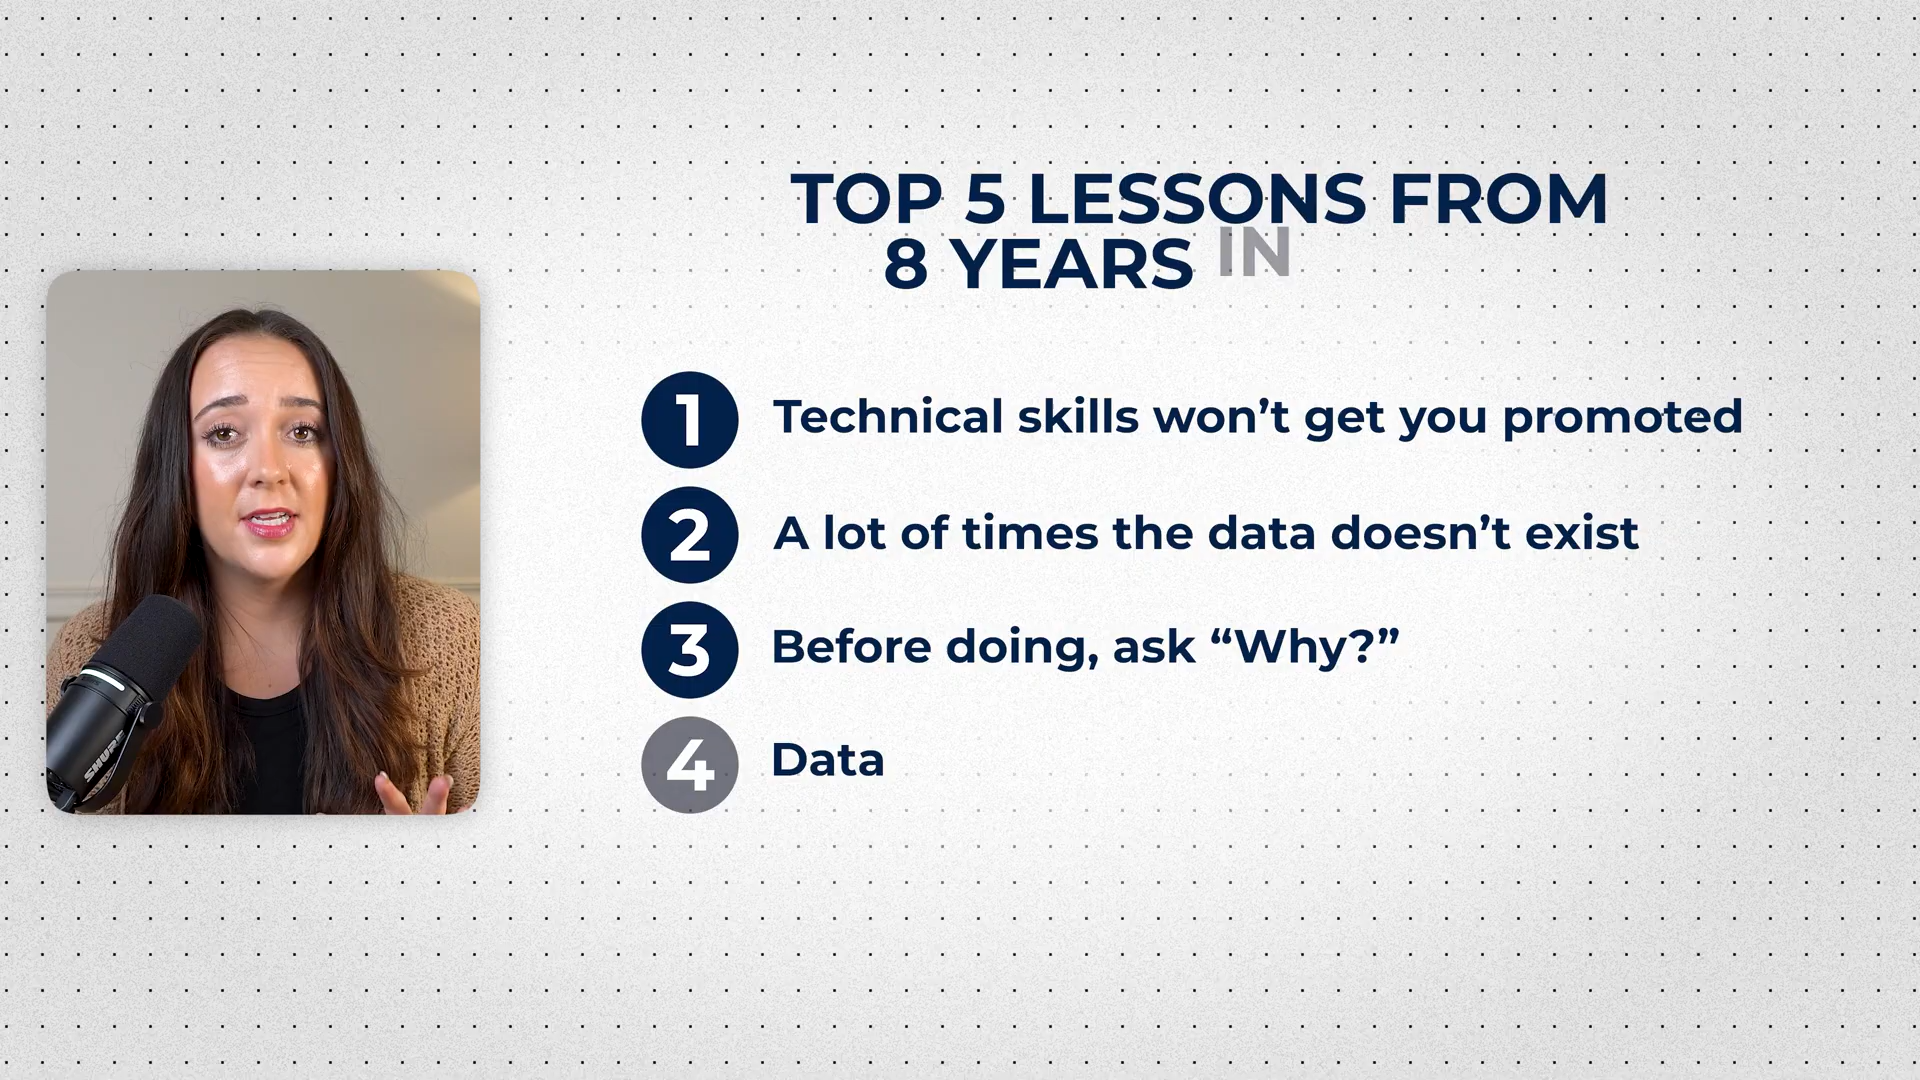 TOP 5 LESSONS FROM
8 YEARS IN
1 Technical skills won’t get you promoted
2 A lot of times the data doesn’t exist
3 Before doing, ask “Why?”
4 Data
SHURE